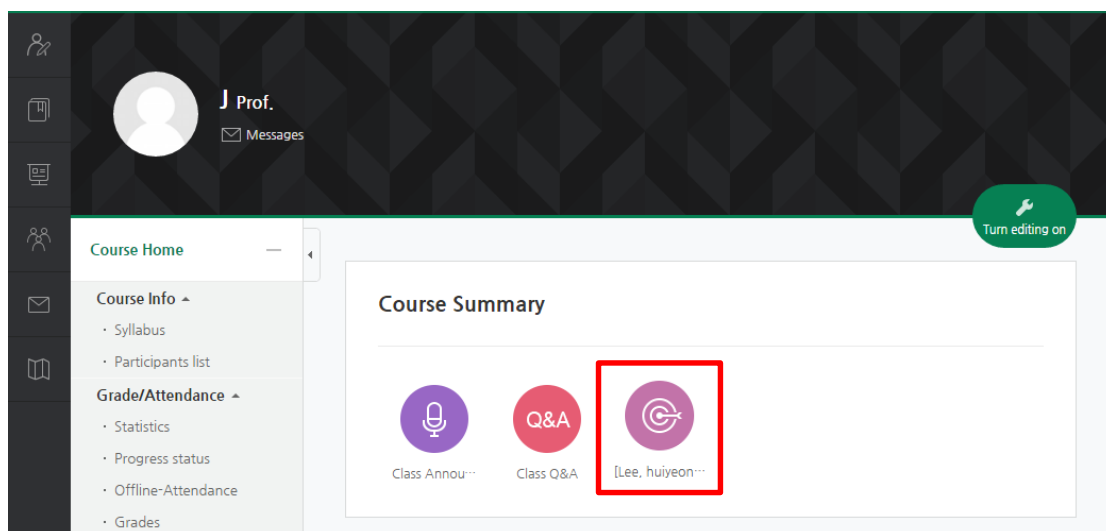 J Prof.
Messages
Turn editing on
Course Home
Course Info
· Syllabus
· Participants list
Grade/Attendance
· Statistics
· Progress status
· Offline-Attendance
· Grades
Course Summary
Q&A
Class Annou…
Class Q&A
[Lee, huiyeon…